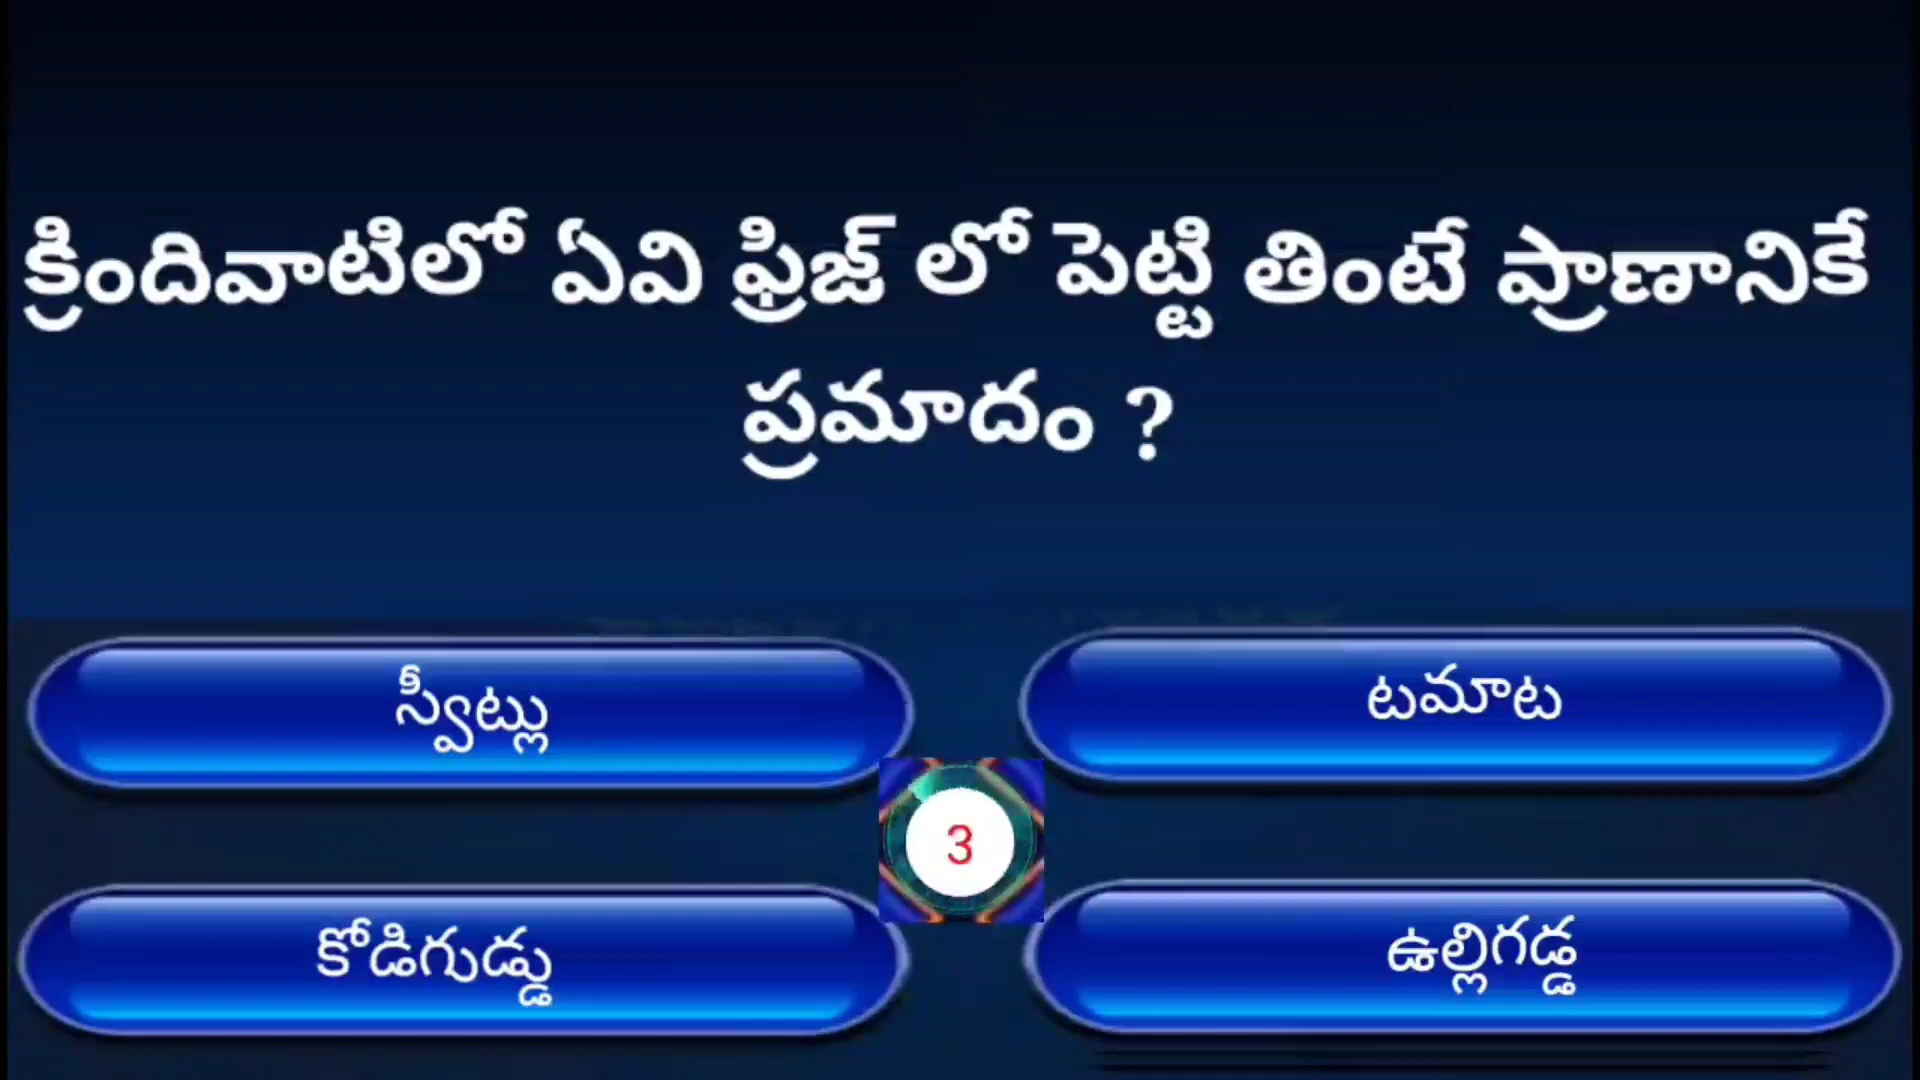 క్రిందివాటిలో ఏవి ఫ్రిజ్ లో పెట్టి తింటే ప్రాణానికే
ప్రమాదం ?
స్వీట్లు
టమాట
3
కోడిగుడ్డు
ఉల్లిగడ్డ